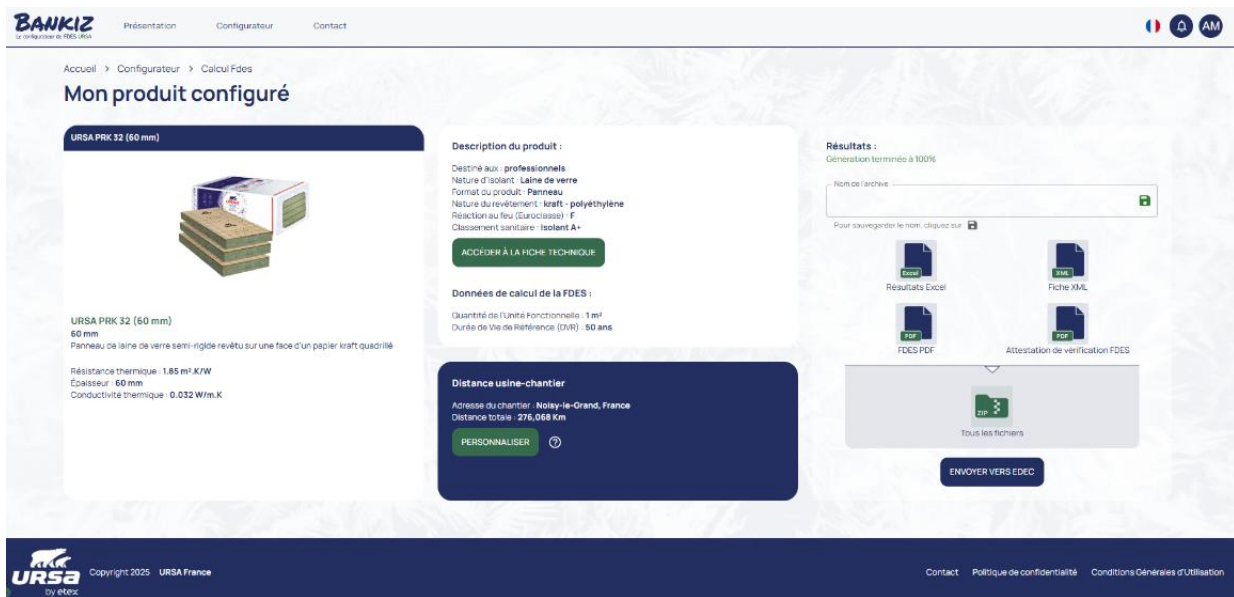 BANKIZ
Le configurateur de FDES URSA
Présentation
Configurateur
Contact
AM
Accueil > Configurateur > Calcul Fdes
Mon produit configuré
URSA PRK 32 (60 mm)
URSA PRK 32 (60 mm)
60 mm
Panneau de laine de verre semi-rigide revêtu sur une face d'un papier kraft quadrillé
Résistance thermique : 1.85 m².K/W
Épaisseur : 60 mm
Conductivité thermique : 0.032 W/m.K
Description du produit :
Destiné aux : professionnels
Nature d'isolant : Laine de verre
Format du produit : Panneau
Nature du revêtement : kraft - polyéthylène
Réaction au feu (Euroclasse) : F
Classement sanitaire : Isolant A+
ACCÉDER À LA FICHE TECHNIQUE
Données de calcul de la FDES :
Quantité de l'Unité Fonctionnelle : 1 m²
Durée de Vie de Référence (DVR) : 50 ans
Distance usine-chantier
Adresse du chantier : Noisy-le-Grand, France
Distance totale : 276,068 Km
PERSONNALISER
Résultats :
Génération terminée à 100%
Nom de l'archive
Pour sauvegarder le nom, cliquez sur
Excel
Résultats Excel
XML
Fiche XML
PDF
FDES PDF
PDF
Attestation de vérification FDES
ZIP
Tous les fichiers
ENVOYER VERS EDEC
URSA
by etex
Copyright 2025 URSA France
Contact
Politique de confidentialité
Conditions Générales d'Utilisation